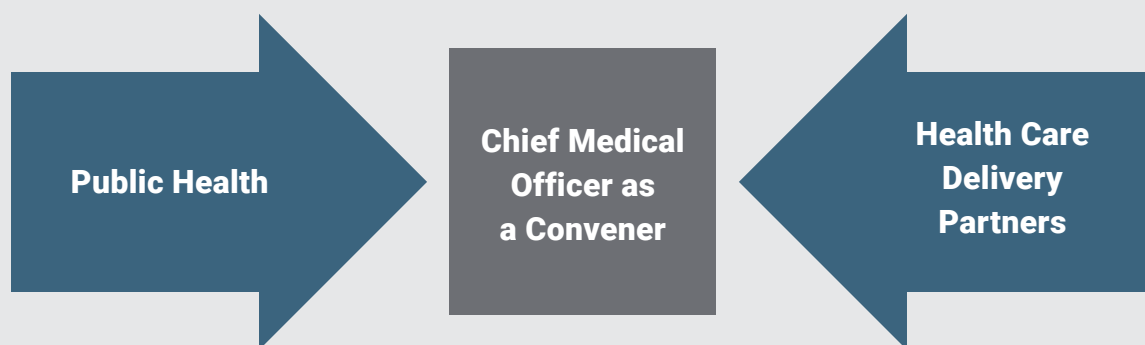 Public Health
Chief Medical
Officer as
a Convener
Health Care
Delivery
Partners